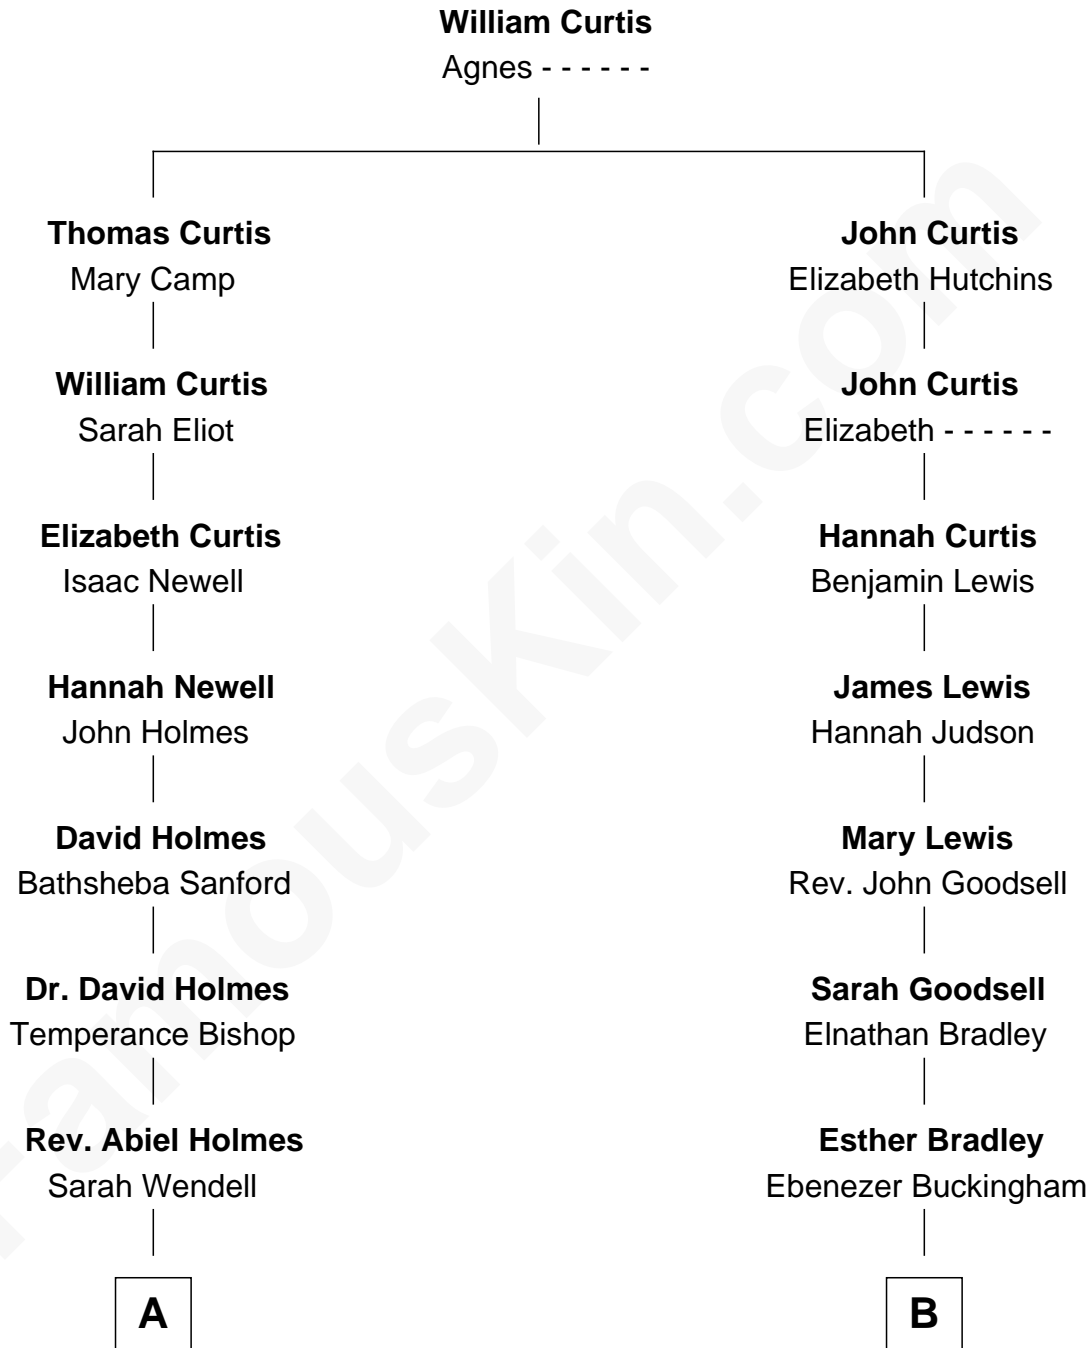 William Curtis
Agnes - - - - - -
Thomas Curtis
Mary Camp
John Curtis
Elizabeth Hutchins
William Curtis
Sarah Eliot
John Curtis
Elizabeth - - - - - -
Elizabeth Curtis
Isaac Newell
Hannah Curtis
Benjamin Lewis
Hannah Newell
John Holmes
James Lewis
Hannah Judson
David Holmes
Bathsheba Sanford
Mary Lewis
Rev. John Goodsell
Dr. David Holmes
Temperance Bishop
Sarah Goodsell
Elnathan Bradley
Rev. Abiel Holmes
Sarah Wendell
Esther Bradley
Ebenezer Buckingham
A
B
FamousKin.com